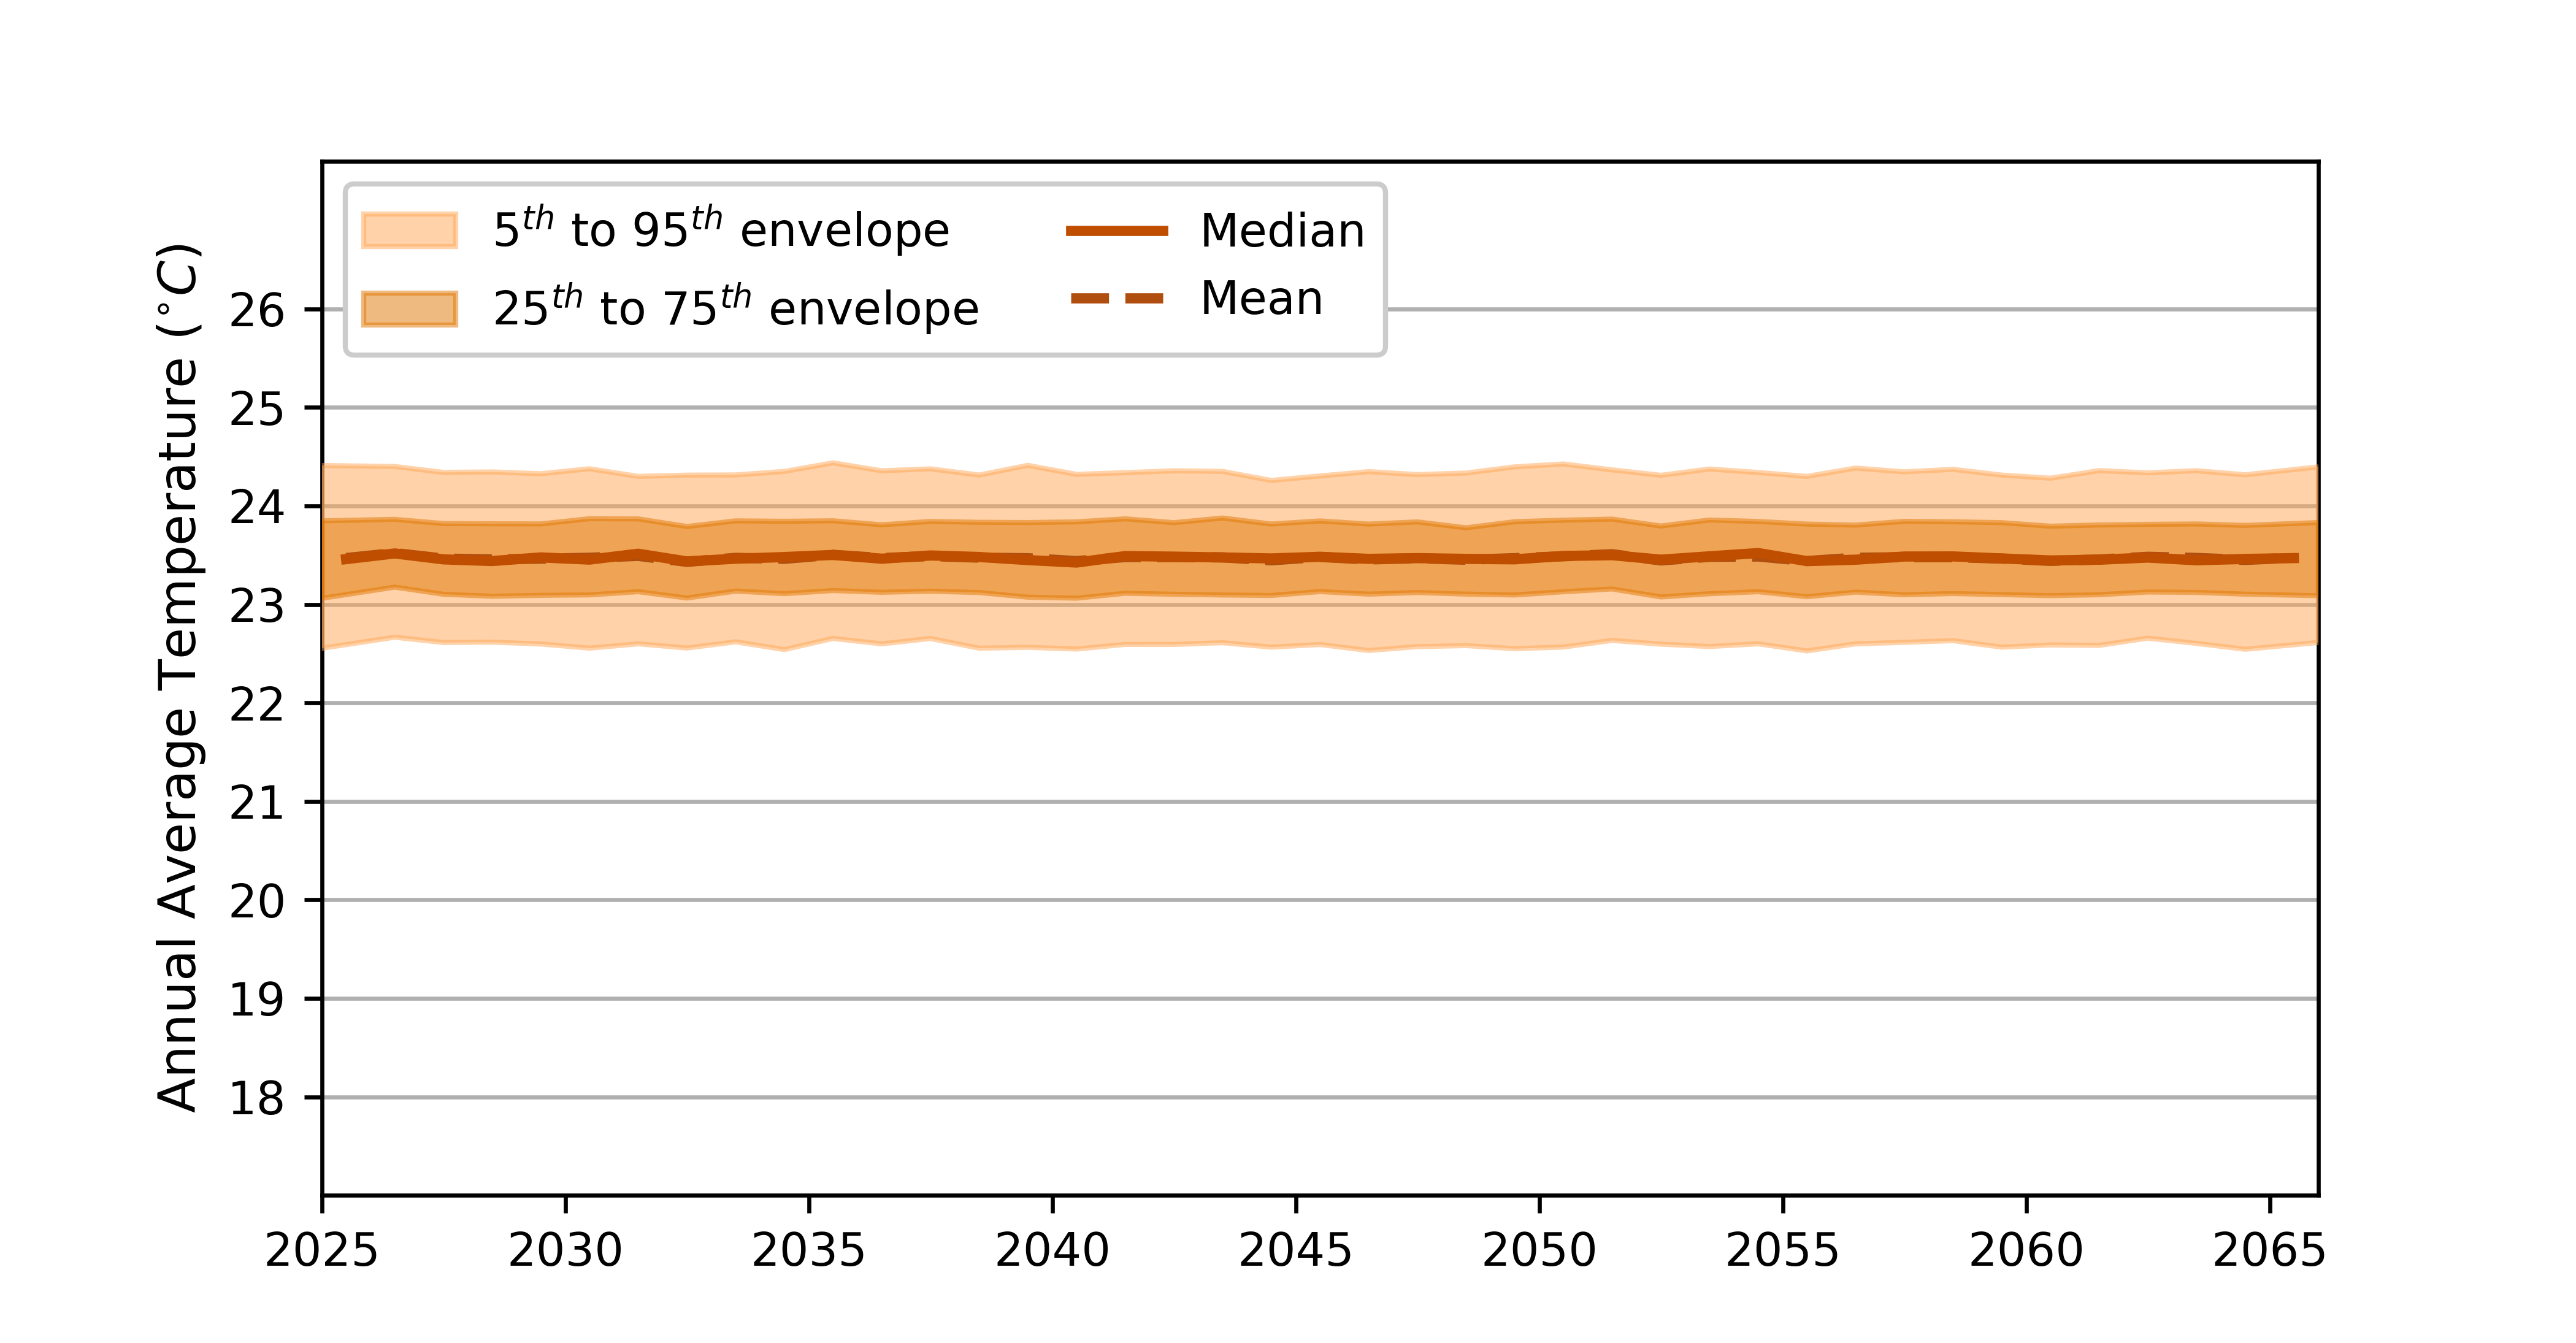 5th to 95th envelope
25th to 75th envelope
Median
Mean
Annual Average Temperature (°C)
26
25
24
23
22
21
20
19
18
2025 2030 2035 2040 2045 2050 2055 2060 2065